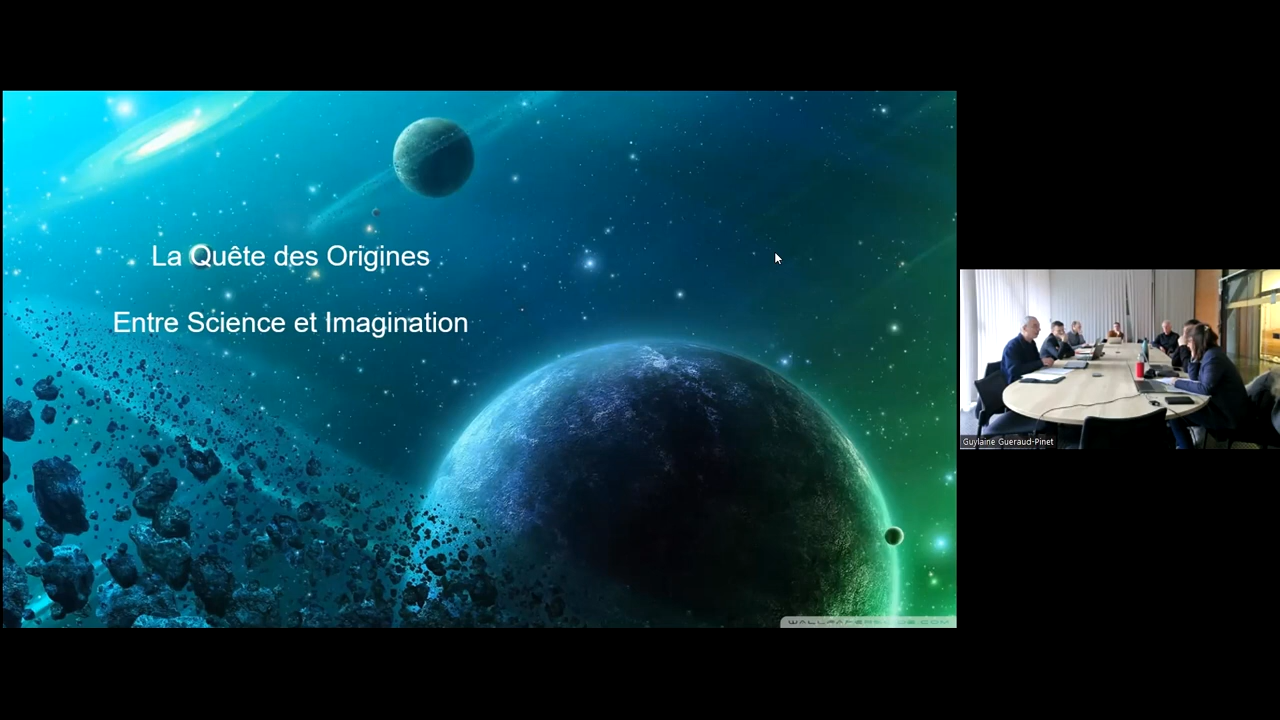 La Quête des Origines
Entre Science et Imagination
Guylaine Gueraud-Pinet